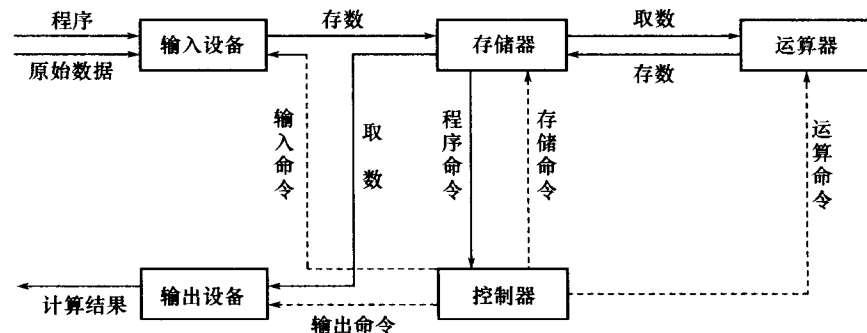 程序
原始数据
输入设备
存数
存储器
取数
存数
运算器
输入命令
取数
程序命令
存储命令
运算命令
计算结果
输出设备
输出命令
控制器